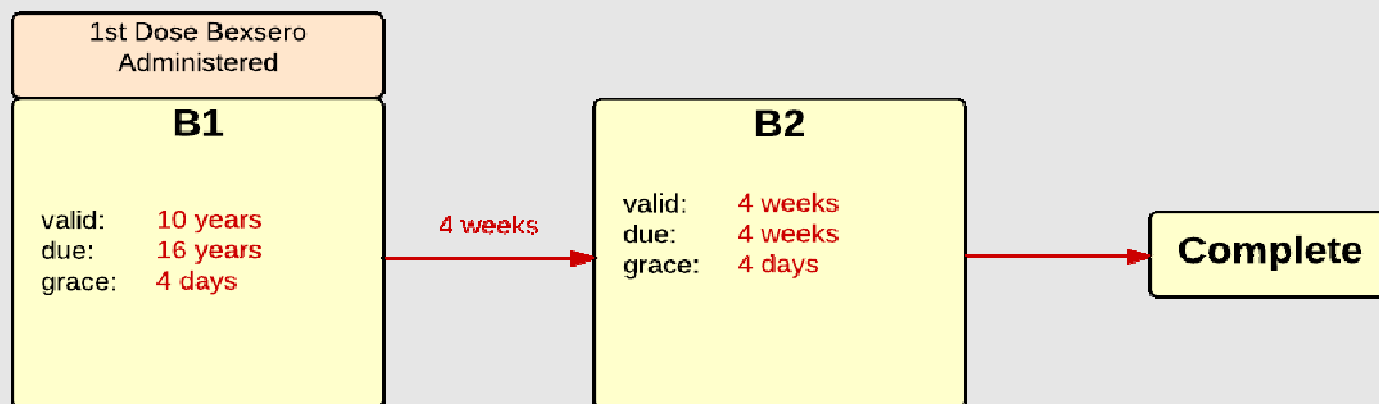 1st Dose Bexsero
Administered
B1
valid: 10 years
due: 16 years
grace: 4 days
4 weeks
B2
valid: 4 weeks
due: 4 weeks
grace: 4 days
Complete